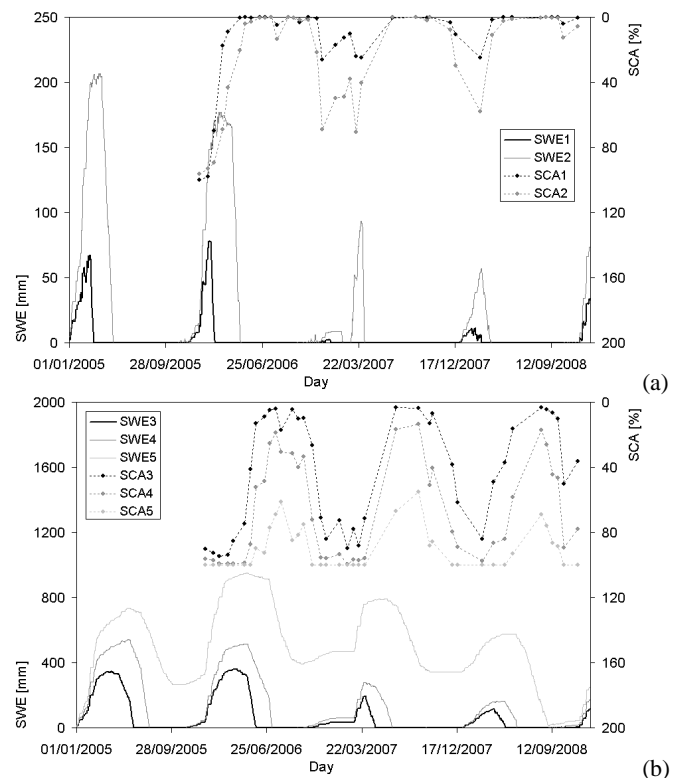 250 0
200 40
150 80
100 120
50 160
0 200
SWE [mm]
SCA [%]
SWE1
SWE2
SCA1
SCA2
01/01/2005 28/09/2005 25/06/2006 22/03/2007 17/12/2007 12/09/2008
Day
(a)
2000 0
1600 40
1200 80
800 120
400 160
0 200
SWE [mm]
SCA [%]
SWE3
SWE4
SWE5
SCA3
SCA4
SCA5
01/01/2005 28/09/2005 25/06/2006 22/03/2007 17/12/2007 12/09/2008
Day
(b)